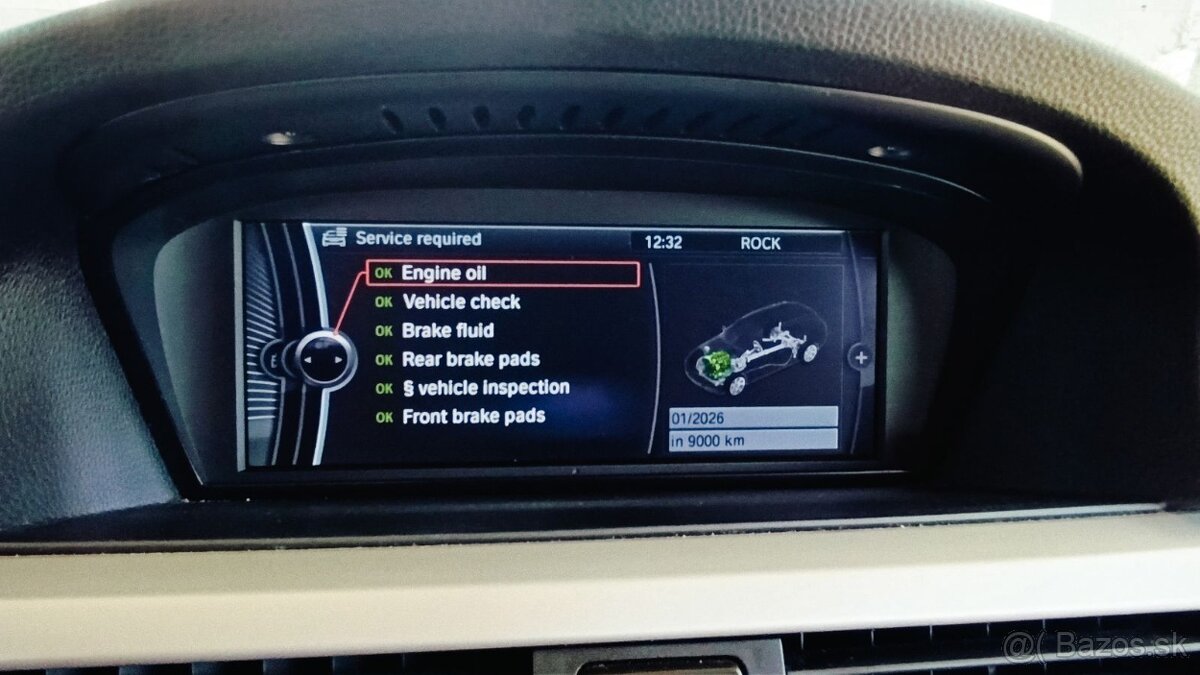 Service required
12:32
ROCK
OK Engine oil
OK Vehicle check
OK Brake fluid
OK Rear brake pads
OK § vehicle inspection
OK Front brake pads
01/2026
in 9000 km
@( Bazos.sk